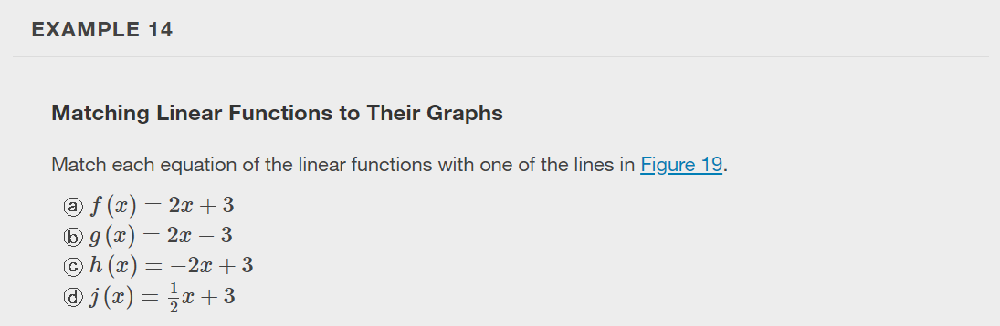 EXAMPLE 14
Matching Linear Functions to Their Graphs
Match each equation of the linear functions with one of the lines in Figure 19.
ⓐ f (x) = 2x + 3
ⓑ g (x) = 2x − 3
ⓒ h (x) = −2x + 3
ⓓ j (x) = 1/2 x + 3